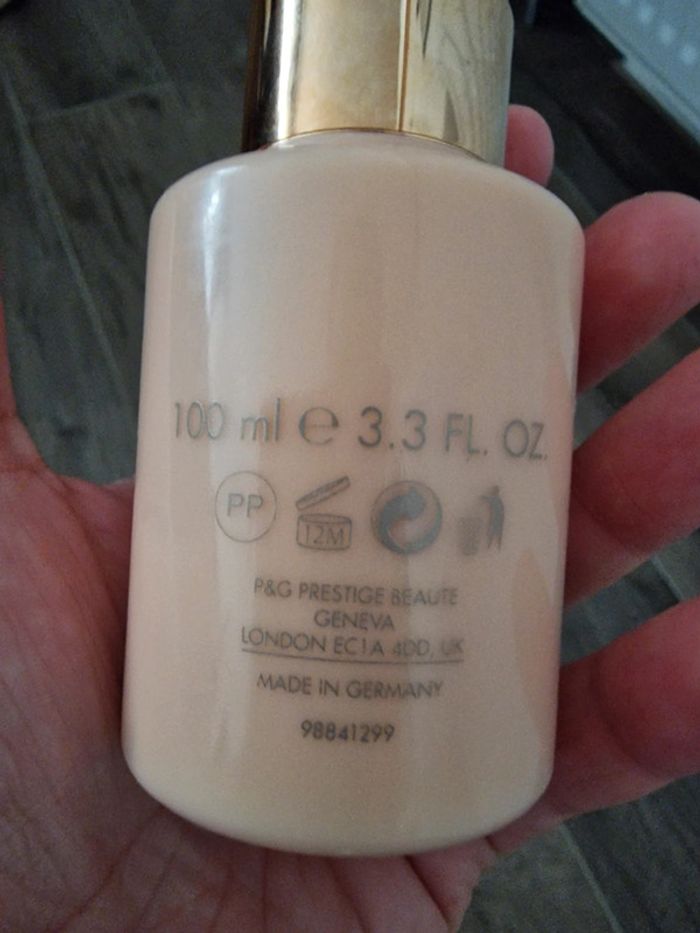 100 ml e 3.3 FL. OZ.
PP 12M
P&G PRESTIGE BEAUTE
GENEVA
LONDON EC1A 4DD, UK
MADE IN GERMANY
98841299